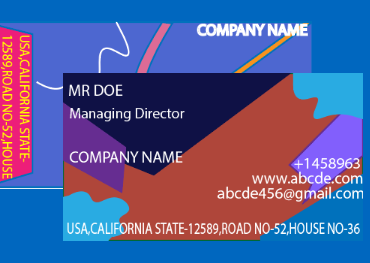 COMPANY NAME
USA,CALIFORNIA STATE-
12589,ROAD NO-52,HOUSE
MR DOE
Managing Director
COMPANY NAME
+1458963
www.abcde.com
abcde456@gmail.com
USA,CALIFORNIA STATE-12589,ROAD NO-52,HOUSE NO-36